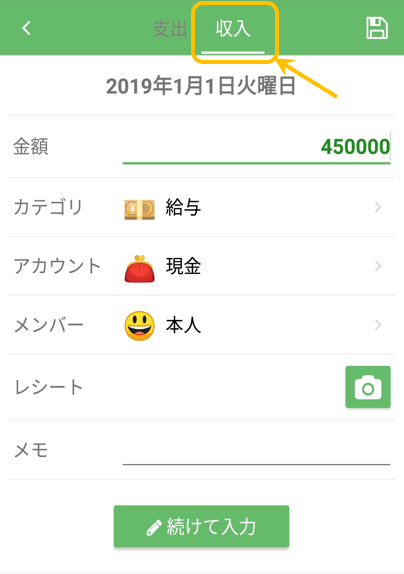 支出 収入
2019年1月1日火曜日
金額 450000
カテゴリ 給与
アカウント 現金
メンバー 本人
レシート
メモ
続けて入力